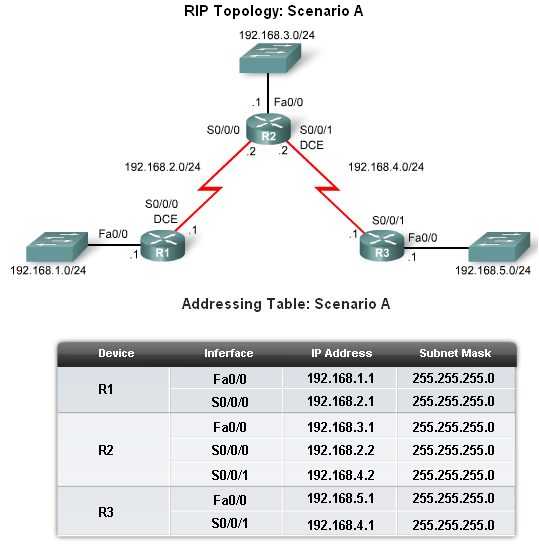 RIP Topology: Scenario A
192.168.3.0/24
.1 Fa0/0
S0/0/0 R2 S0/0/1
DCE
.2 .2
192.168.2.0/24 192.168.4.0/24
S0/0/0
DCE
.1
Fa0/0
.1
R1
192.168.1.0/24
S0/0/1
.1
R3
Fa0/0
.1
192.168.5.0/24
Addressing Table: Scenario A
Device Inferface IP Address Subnet Mask
R1 Fa0/0 192.168.1.1 255.255.255.0
S0/0/0 192.168.2.1 255.255.255.0
R2 Fa0/0 192.168.3.1 255.255.255.0
S0/0/0 192.168.2.2 255.255.255.0
S0/0/1 192.168.4.2 255.255.255.0
R3 Fa0/0 192.168.5.1 255.255.255.0
S0/0/1 192.168.4.1 255.255.255.0